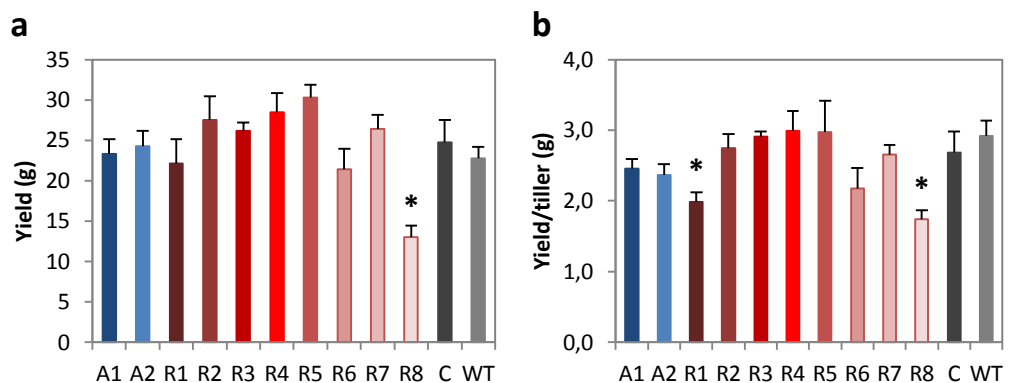 a
35
30
25
20
15
10
5
0
Yield (g)
*
A1 A2 R1 R2 R3 R4 R5 R6 R7 R8 C WT
b
4,0
3,0
2,0
1,0
0,0
Yield/tiller (g)
* *
A1 A2 R1 R2 R3 R4 R5 R6 R7 R8 C WT